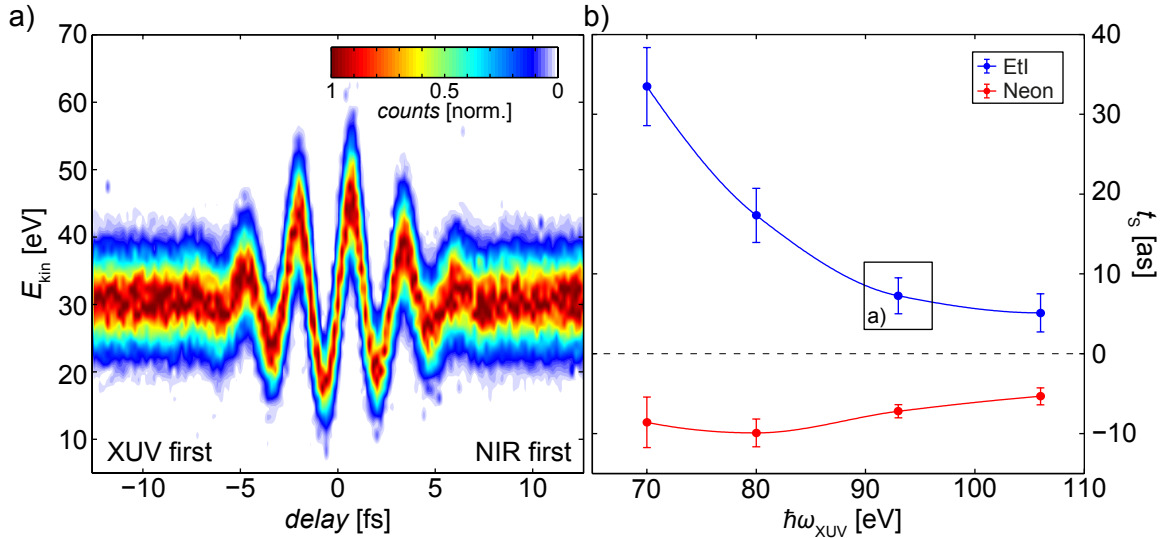 a)
70
60
50
40
30
20
10
E_kin [eV]
1
0.5
0
counts [norm.]
XUV first
NIR first
−10
−5
0
5
10
delay [fs]
b)
EtI
Neon
a)
40
30
20
10
0
−10
t_S [as]
70
80
90
100
110
ħω_XUV [eV]